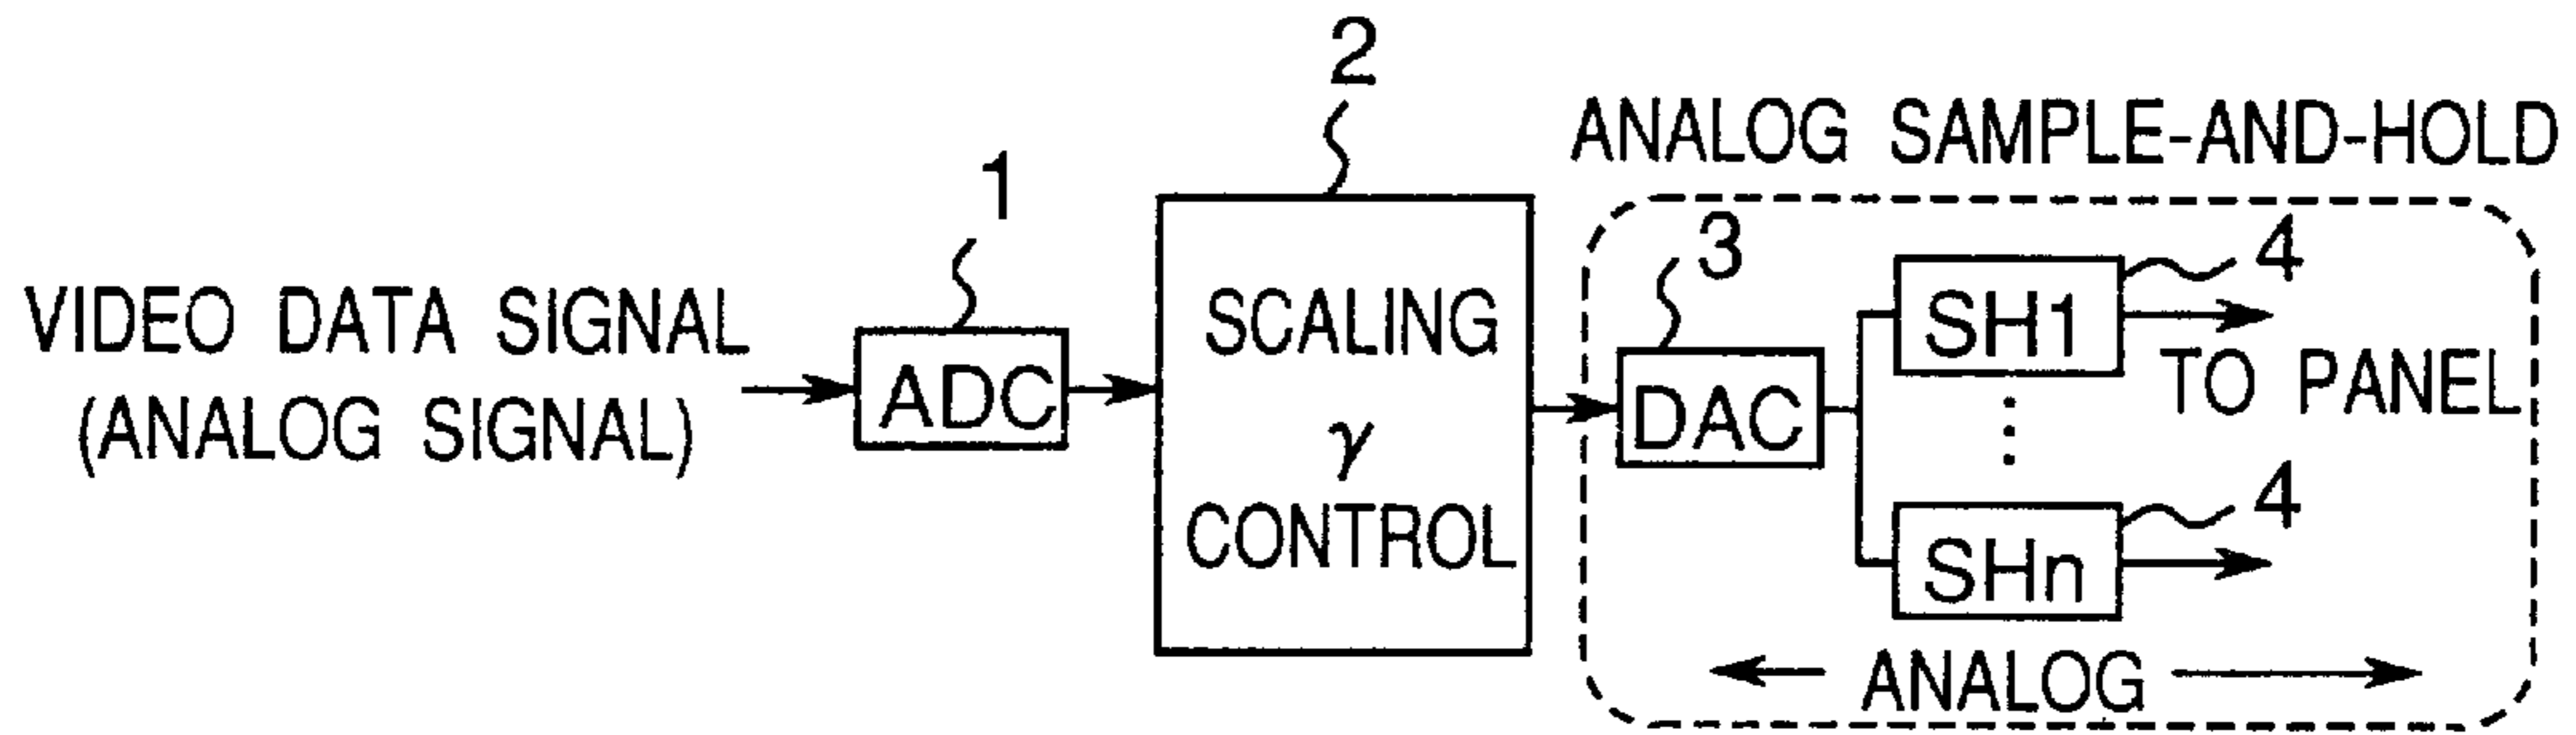 2
ANALOG SAMPLE-AND-HOLD
1
3
4
VIDEO DATA SIGNAL
(ANALOG SIGNAL)
ADC
SCALING
γ
CONTROL
DAC
SH1
TO PANEL
4
SHn
ANALOG